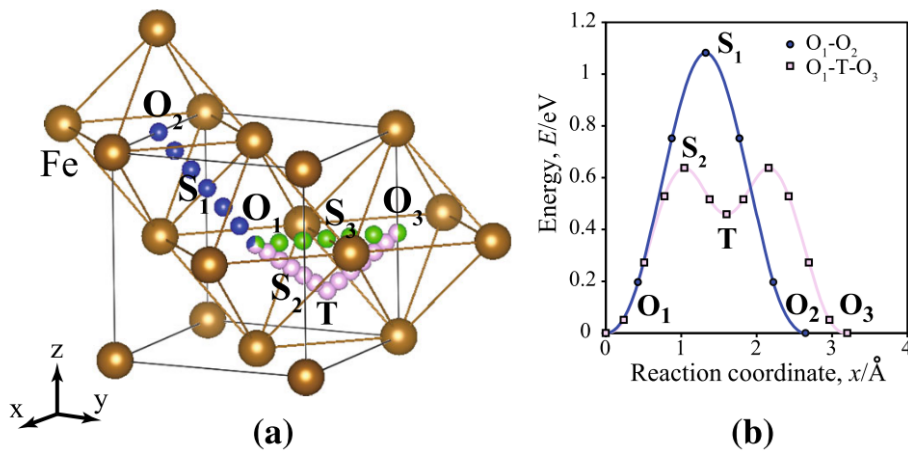 O₂
Fe
S₁
O₁
S₃
O₃
S₂
T
z
x
y
(a)
Energy, E/eV
1.2
1
0.8
0.6
0.4
0.2
0
S₁
O₁-O₂
O₁-T-O₃
S₂
T
O₁
O₂
O₃
0
1
2
3
4
Reaction coordinate, x/Å
(b)